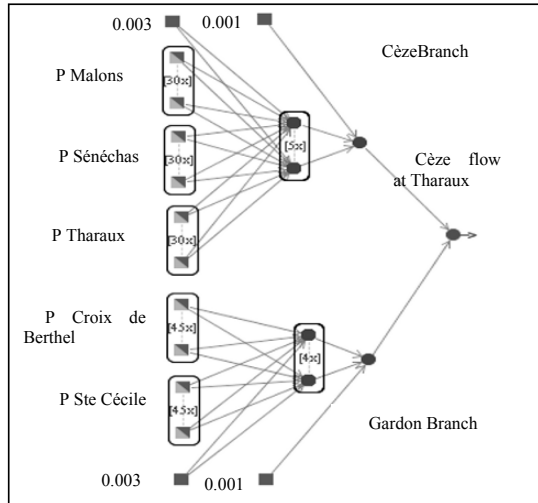 0.003 0.001
CèzeBranch
P Malons
[30x]
[5x]
P Sénéchas
[30x]
Cèze flow
at Tharaux
P Tharaux
[30x]
P Croix de
Berthel
[45x]
[4x]
P Ste Cécile
[45x]
Gardon Branch
0.003 0.001